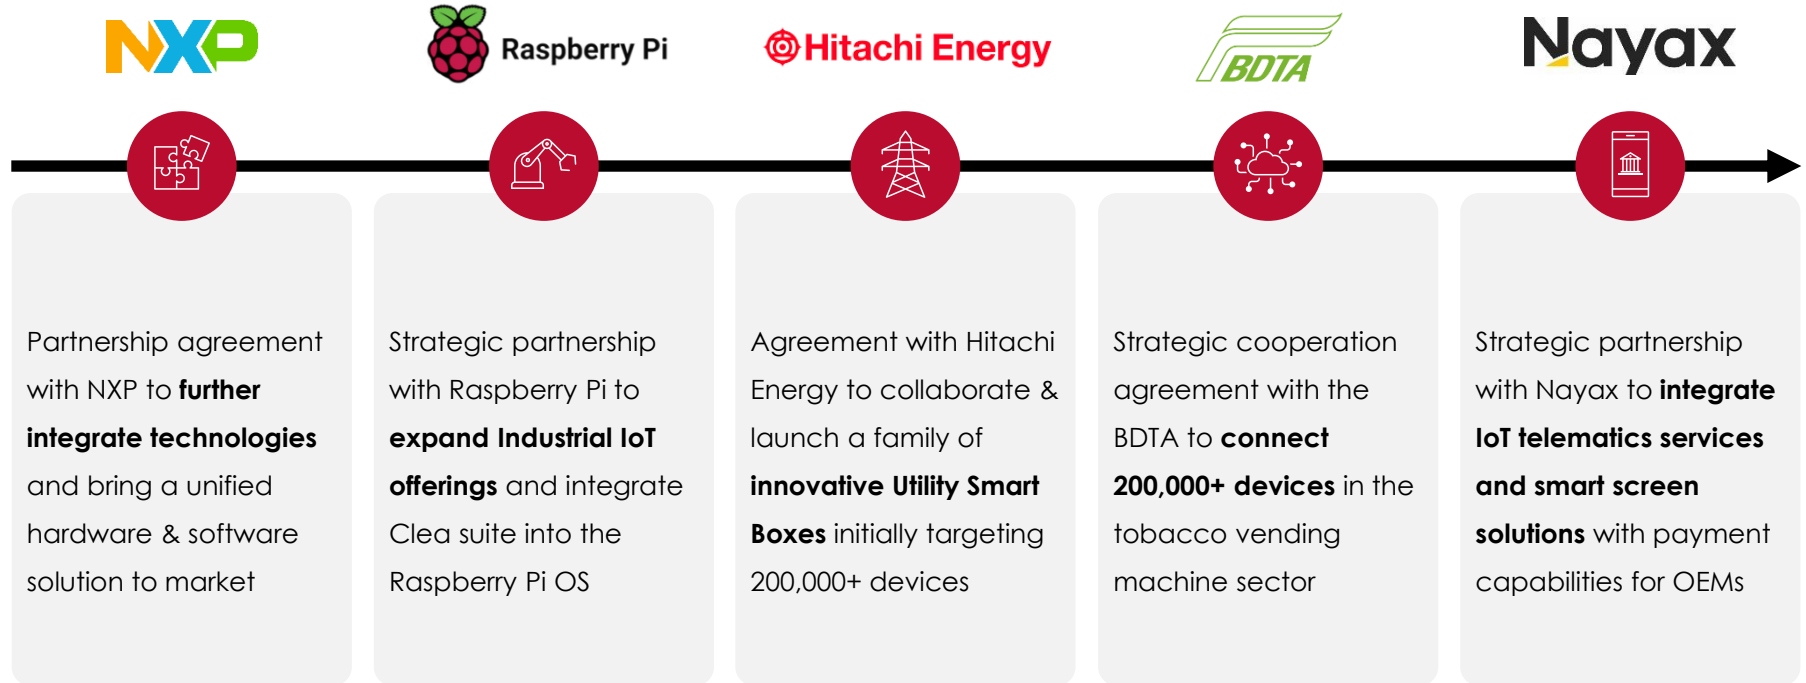 NXP
Raspberry Pi
Hitachi Energy
BDTA
Nayax
Partnership agreement
with NXP to further
integrate technologies
and bring a unified
hardware & software
solution to market
Strategic partnership
with Raspberry Pi to
expand Industrial IoT
offerings and integrate
Clea suite into the
Raspberry Pi OS
Agreement with Hitachi
Energy to collaborate &
launch a family of
innovative Utility Smart
Boxes initially targeting
200,000+ devices
Strategic cooperation
agreement with the
BDTA to connect
200,000+ devices in the
tobacco vending
machine sector
Strategic partnership
with Nayax to integrate
IoT telematics services
and smart screen
solutions with payment
capabilities for OEMs